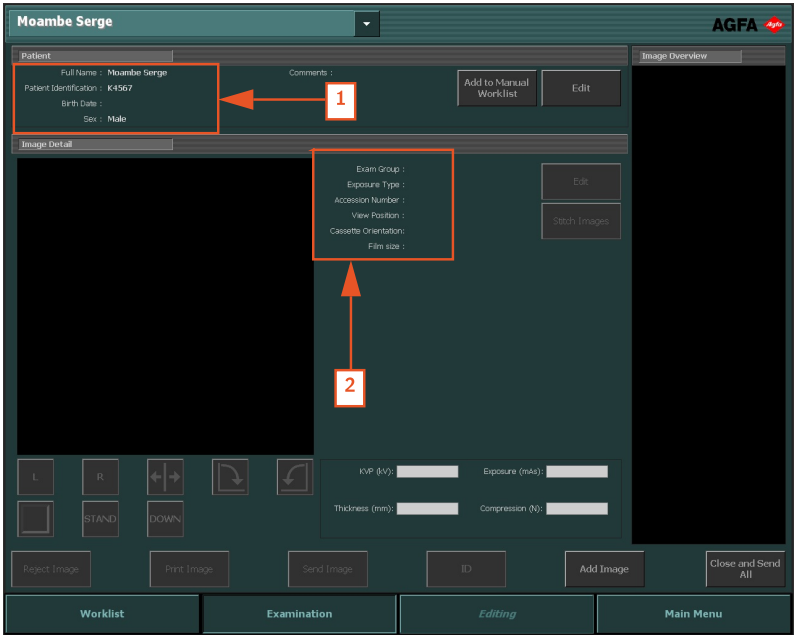 Moambe Serge
AGFA Agfa
Patient
Full Name : Moambe Serge
Patient Identification : K4567
Birth Date :
Sex : Male
Comments :
Add to Manual
Worklist
Edit
1
Image Overview
Image Detail
Exam Group :
Exposure Type :
Accession Number :
View Position :
Cassette Orientation:
Film size :
Edit
Stitch Images
2
L
R
STAND
DOWN
KVP (kV):
Exposure (mAs):
Thickness (mm):
Compression (N):
Reject Image
Print Image
Send Image
ID
Add Image
Close and Send
All
Worklist
Examination
Editing
Main Menu